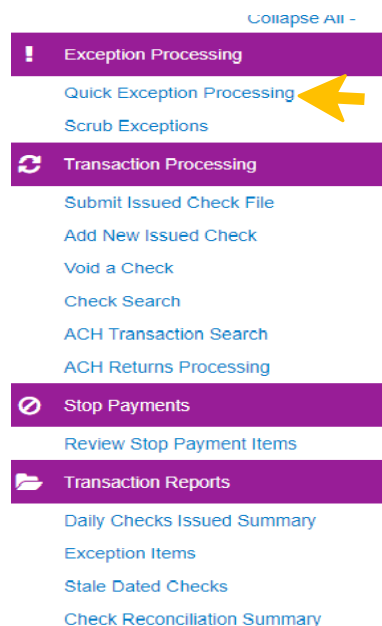 Collapse All -
Exception Processing
Quick Exception Processing
Scrub Exceptions
Transaction Processing
Submit Issued Check File
Add New Issued Check
Void a Check
Check Search
ACH Transaction Search
ACH Returns Processing
Stop Payments
Review Stop Payment Items
Transaction Reports
Daily Checks Issued Summary
Exception Items
Stale Dated Checks
Check Reconciliation Summary